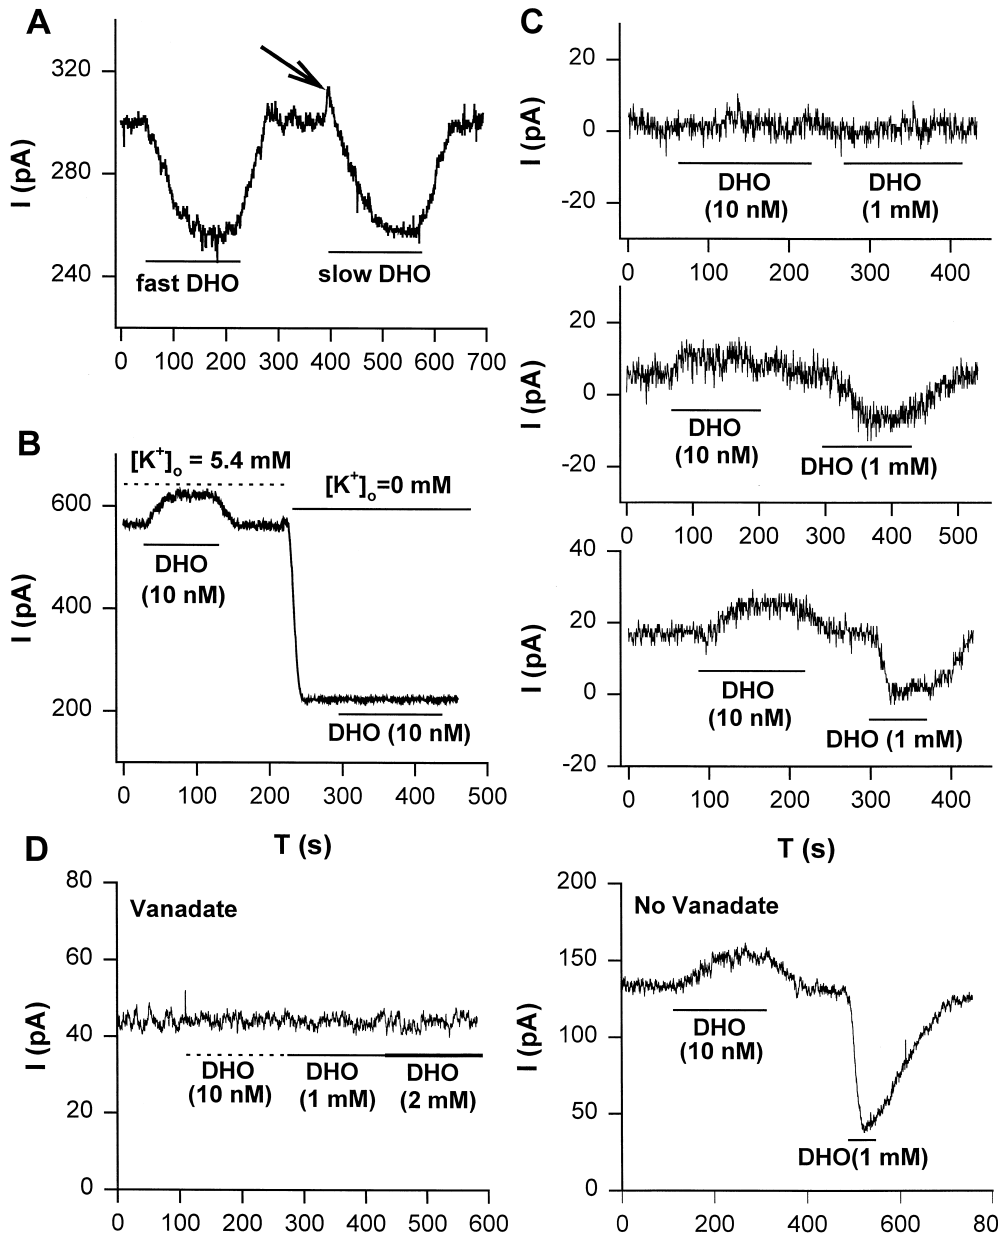 A
320
280
240
I (pA)
fast DHO
slow DHO
0 100 200 300 400 500 600 700
B
[K+]o = 5.4 mM
[K+]o=0 mM
600
400
200
I (pA)
DHO
(10 nM)
DHO (10 nM)
0 100 200 300 400 500
T (s)
C
20
0
-20
I (pA)
DHO
(10 nM)
DHO
(1 mM)
0 100 200 300 400
20
0
-20
I (pA)
DHO
(10 nM)
DHO (1 mM)
0 100 200 300 400 500
40
20
0
-20
I (pA)
DHO
(10 nM)
DHO (1 mM)
0 100 200 300 400
T (s)
D
80
60
40
20
0
I (pA)
Vanadate
DHO
(10 nM)
DHO
(1 mM)
DHO
(2 mM)
0 100 200 300 400 500 600
200
150
100
50
0
I (pA)
No Vanadate
DHO
(10 nM)
DHO(1 mM)
0 200 400 600 80